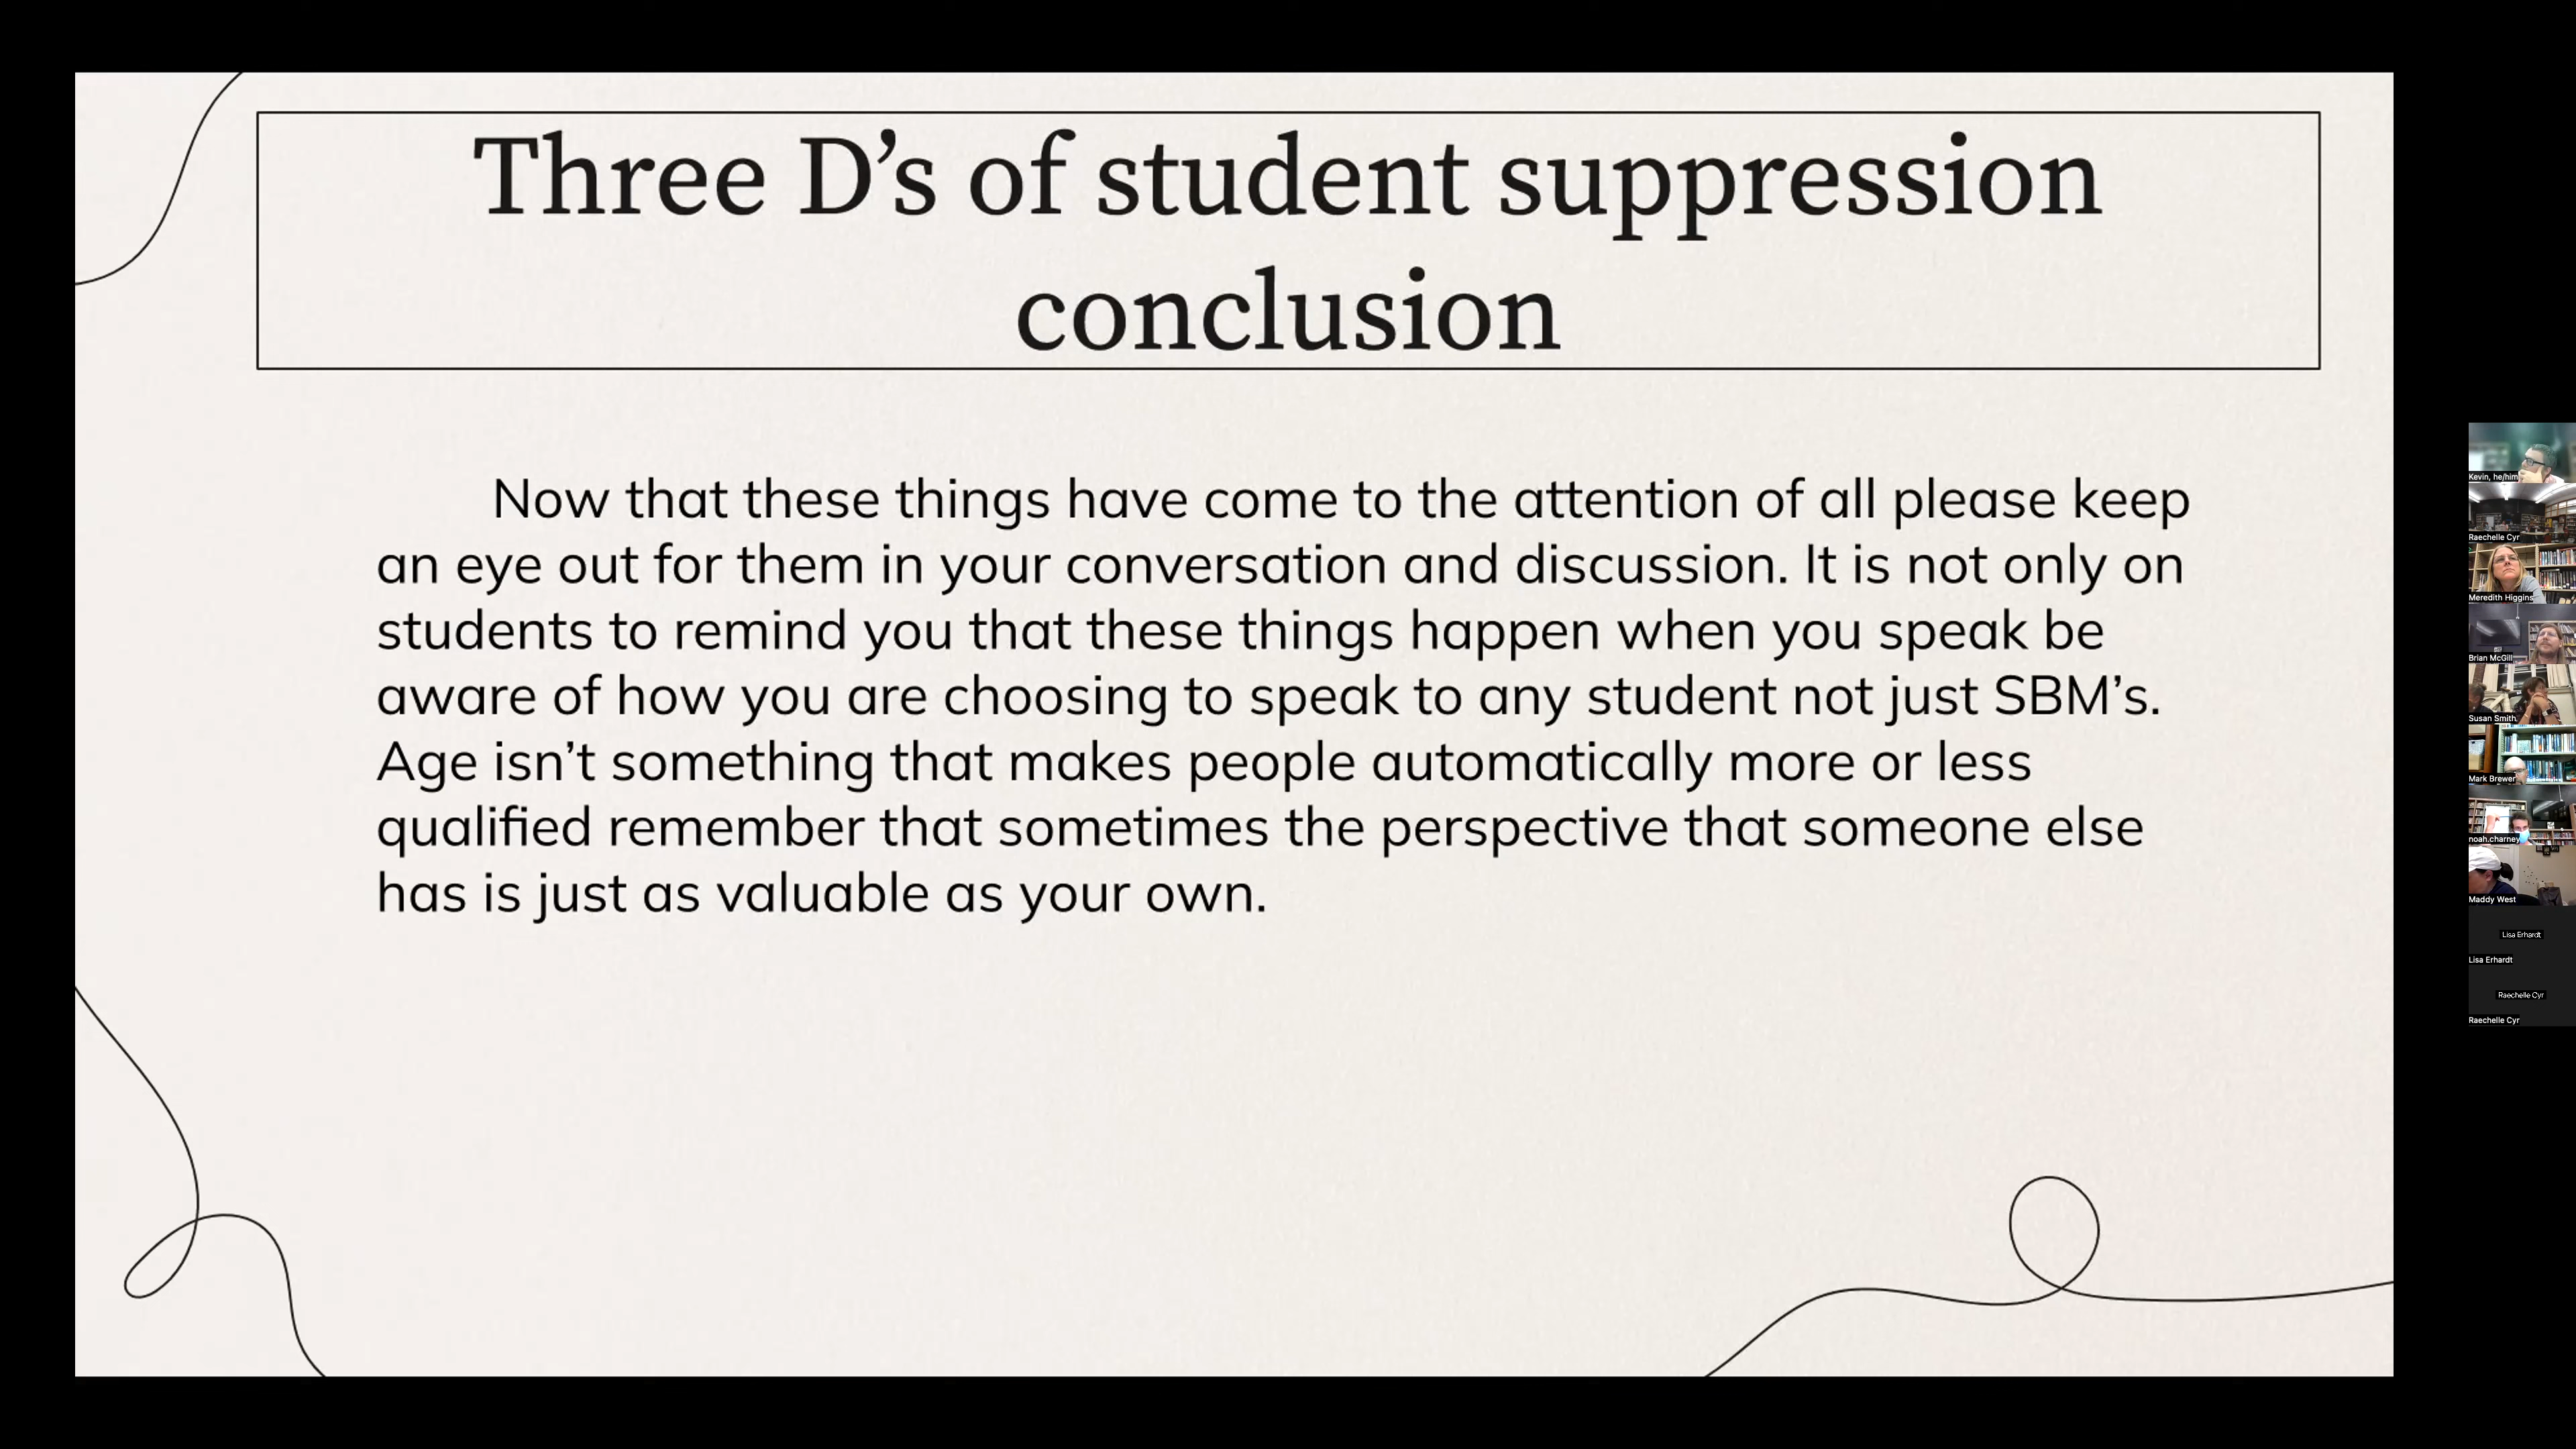 Three D’s of student suppression
conclusion
Now that these things have come to the attention of all please keep
an eye out for them in your conversation and discussion. It is not only on
students to remind you that these things happen when you speak be
aware of how you are choosing to speak to any student not just SBM’s.
Age isn’t something that makes people automatically more or less
qualified remember that sometimes the perspective that someone else
has is just as valuable as your own.
Kevin, he/him
Raechelle Cyr
Meredith Higgins
Brian McGill
Susan Smith
Mark Brewer
noah.charney
Maddy West
Lisa Erhardt
Lisa Erhardt
Raechelle Cyr
Raechelle Cyr